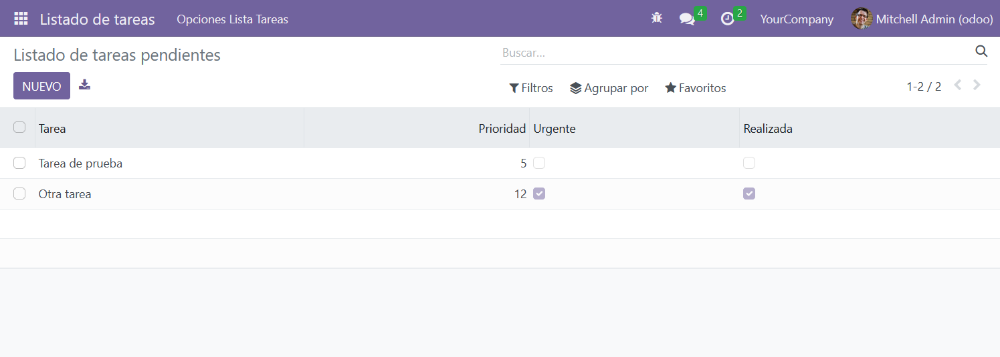 Listado de tareas Opciones Lista Tareas 4 2 YourCompany Mitchell Admin (odoo)
Listado de tareas pendientes Buscar...
NUEVO Filtros Agrupar por Favoritos 1-2 / 2
Tarea Prioridad Urgente Realizada
Tarea de prueba 5
Otra tarea 12